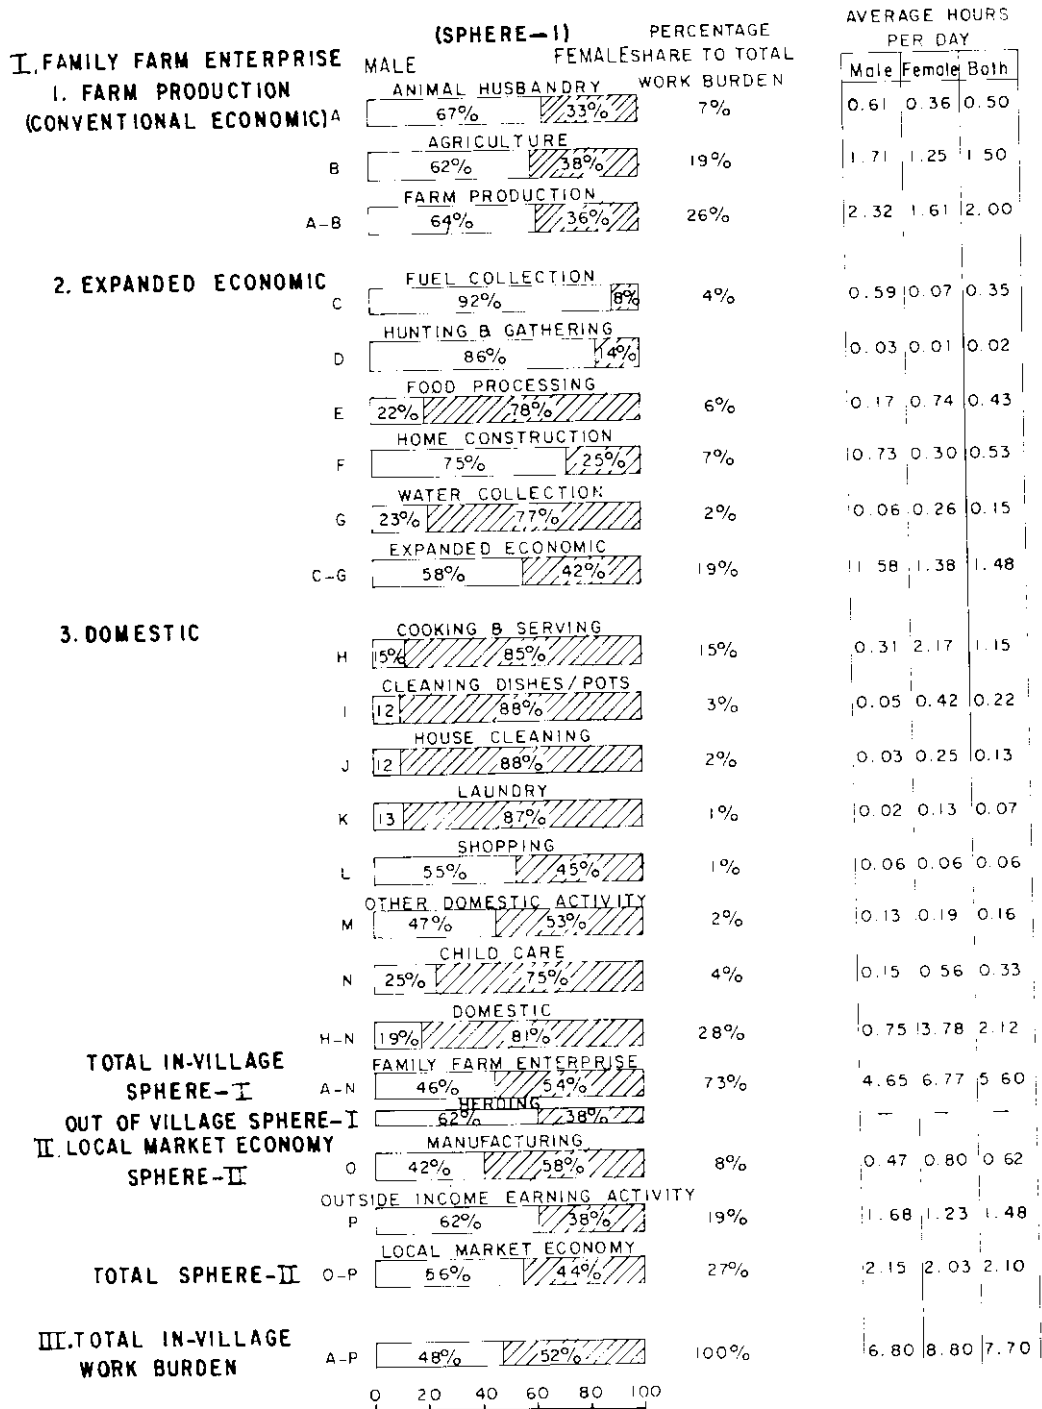 AVERAGE HOURS
(SPHERE-1) PERCENTAGE PER DAY
I. FAMILY FARM ENTERPRISE MALE FEMALE SHARE TO TOTAL Male Female Both
1. FARM PRODUCTION ANIMAL HUSBANDRY WORK BURDEN
(CONVENTIONAL ECONOMIC) A 67% 33% 7% 0.61 0.36 0.50
AGRICULTURE
B 62% 38% 19% 1.71 1.25 1 50
FARM PRODUCTION
A-B 64% 36% 26% 2.32 1.61 2.00
2. EXPANDED ECONOMIC FUEL COLLECTION
C 92% 8% 4% 0.59 0.07 0.35
HUNTING & GATHERING
D 86% 14% 0.03 0.01 0.02
FOOD PROCESSING
E 22% 78% 6% 0.17 0.74 0.43
HOME CONSTRUCTION
F 75% 25% 7% 0.73 0.30 0.53
WATER COLLECTION
G 23% 77% 2% 0.06 0.26 0.15
EXPANDED ECONOMIC
C-G 58% 42% 19% 1 58 1.38 1.48
3. DOMESTIC COOKING & SERVING
H 15% 85% 15% 0.31 2.17 1.15
CLEANING DISHES/POTS
I 12 88% 3% 0.05 0.42 0.22
HOUSE CLEANING
J 12 88% 2% 0.03 0.25 0.13
LAUNDRY
K 13 87% 1% 0.02 0.13 0.07
SHOPPING
L 55% 45% 1% 0.06 0.06 0.06
OTHER DOMESTIC ACTIVITY
M 47% 53% 2% 0.13 0.19 0.16
CHILD CARE
N 25% 75% 4% 0.15 0 56 0.33
DOMESTIC
H-N 19% 81% 28% 0.75 3.78 2.12
TOTAL IN-VILLAGE FAMILY FARM ENTERPRISE
SPHERE-I A-N 46% 54% 73% 4.65 6.77 5 60
HERDING
OUT OF VILLAGE SPHERE-I 62% 38% — — —
II. LOCAL MARKET ECONOMY MANUFACTURING
SPHERE-II O 42% 58% 8% 0.47 0.80 0 62
OUTSIDE INCOME EARNING ACTIVITY
P 62% 38% 19% 1.68 1.23 1.48
LOCAL MARKET ECONOMY
TOTAL SPHERE-II O-P 56% 44% 27% 2.15 2.03 2.10
III. TOTAL IN-VILLAGE
WORK BURDEN A-P 48% 52% 100% 6.80 8.80 7.70
0 20 40 60 80 100